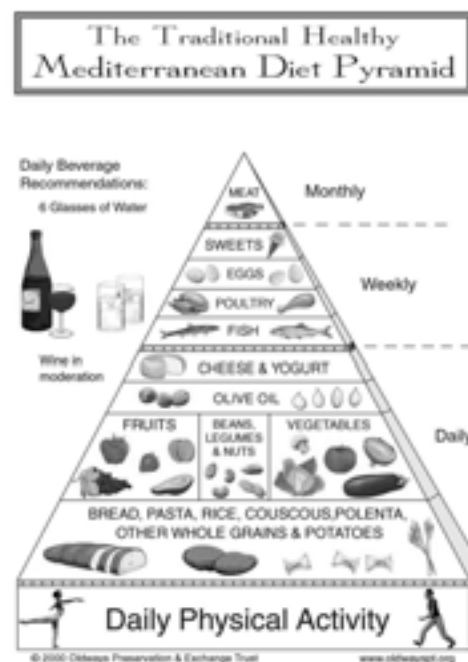 The Traditional Healthy
Mediterranean Diet Pyramid
Daily Beverage
Recommendations:
6 Glasses of Water
Wine in
moderation
MEAT
Monthly
SWEETS
EGGS
Weekly
POULTRY
FISH
CHEESE & YOGURT
OLIVE OIL
Daily
FRUITS
BEANS,
LEGUMES
& NUTS
VEGETABLES
BREAD, PASTA, RICE, COUSCOUS,POLENTA,
OTHER WHOLE GRAINS & POTATOES
Daily Physical Activity
© 2000 Oldways Preservation & Exchange Trust
www.oldwayspt.org